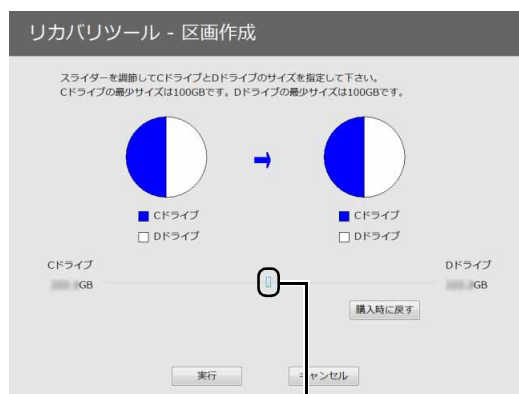 リカバリツール - 区画作成
スライダーを調節してCドライブとDドライブのサイズを指定して下さい。
Cドライブの最少サイズは100GBです。Dドライブの最少サイズは100GBです。
Cドライブ
Dドライブ
Cドライブ
Dドライブ
Cドライブ
GB
Dドライブ
GB
購入時に戻す
実行
キャンセル